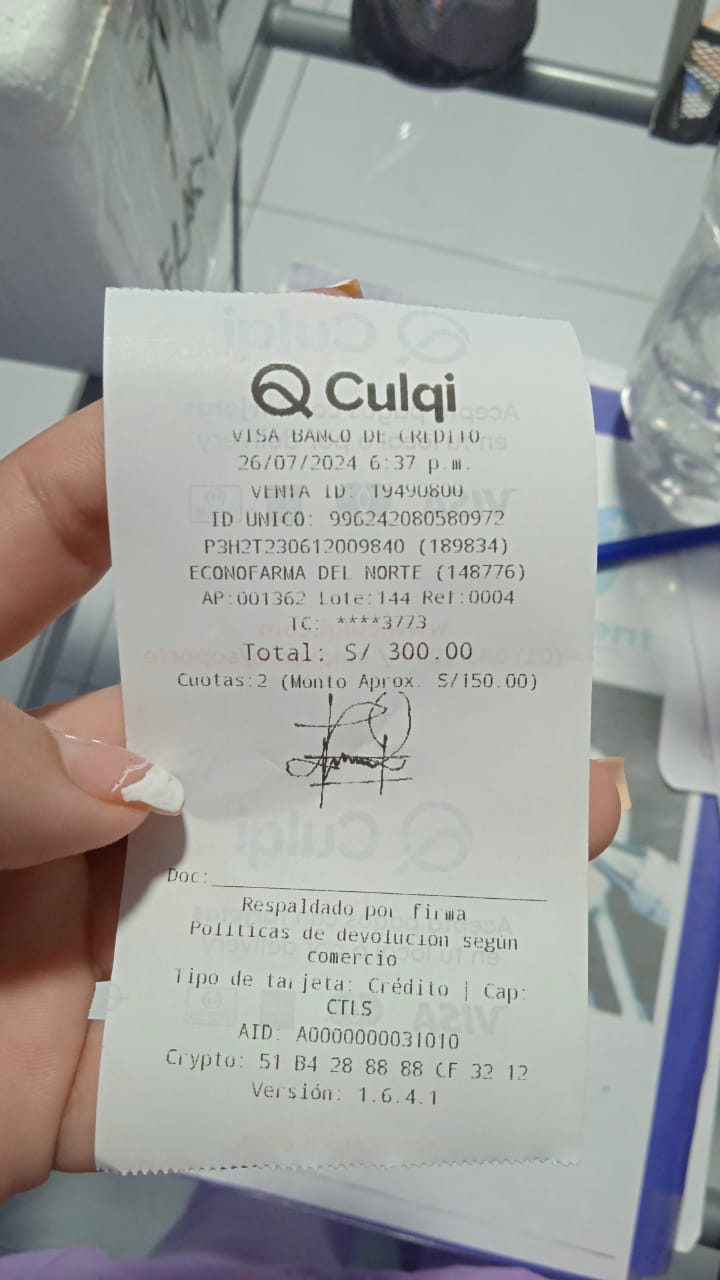 Culqi
VISA BANCO DE CREDITO
26/07/2024 6:37 p.m.
VENTA ID: 19490800
ID UNICO: 996242080580972
P3H2T230612009840 (189834)
ECONOFARMA DEL NORTE (148776)
AP:001362 Lote:144 Ref:0004
TC: ****3773
Total: S/ 300.00
Cuotas:2 (Monto Aprox. S/150.00)
Doc:
Respaldado por firma
Políticas de devolución según
comercio
Tipo de tarjeta: Crédito | Cap:
CTLS
AID: A0000000031010
Crypto: 51 B4 28 88 88 CF 32 12
Versión: 1.6.4.1